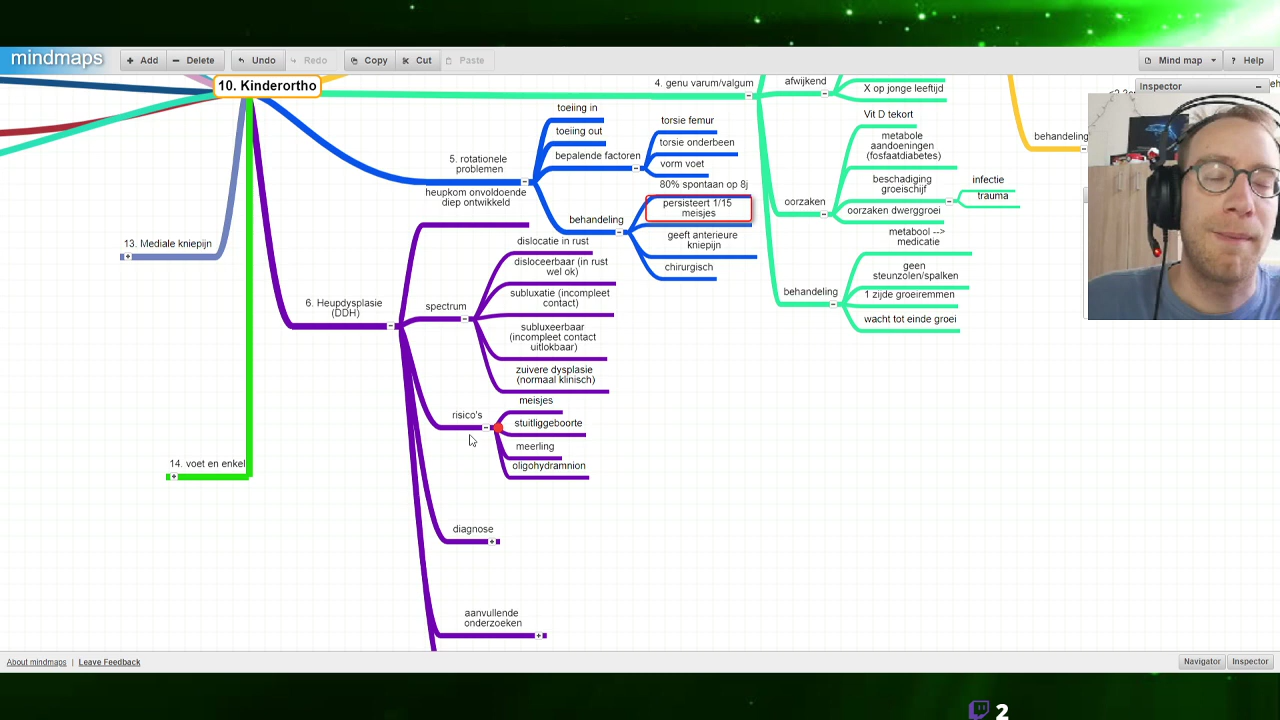 mindmaps
Add
Delete
Undo
Redo
Copy
Cut
Paste
Mind map
Help
Inspector
10. Kinderortho
4. genu varum/valgum
afwijkend
X op jonge leeftijd
toeiing in
toeiing out
bepalende factoren
torsie femur
torsie onderbeen
vorm voet
5. rotationele
problemen
heupkom onvoldoende
diep ontwikkeld
80% spontaan op 8j
persisteert 1/15
meisjes
behandeling
geeft anterieure
kniepijn
chirurgisch
Vit D tekort
metabole
aandoeningen
(fosfaatdiabetes)
beschadiging
groeischijf
infectie
trauma
oorzaken
oorzaken dwerggroei
metabool -->
medicatie
geen
steunzolen/spalken
behandeling
1 zijde groeiremmen
wacht tot einde groei
behandeling
13. Mediale kniepijn
6. Heupdysplasie
(DDH)
spectrum
dislocatie in rust
disloceerbaar (in rust
wel ok)
subluxatie (incompleet
contact)
subluxeerbaar
(incompleet contact
uitlokbaar)
zuivere dysplasie
(normaal klinisch)
risico's
meisjes
stuitliggeboorte
meerling
oligohydramnion
14. voet en enkel
diagnose
aanvullende
onderzoeken
About mindmaps | Leave Feedback
Navigator
Inspector
2